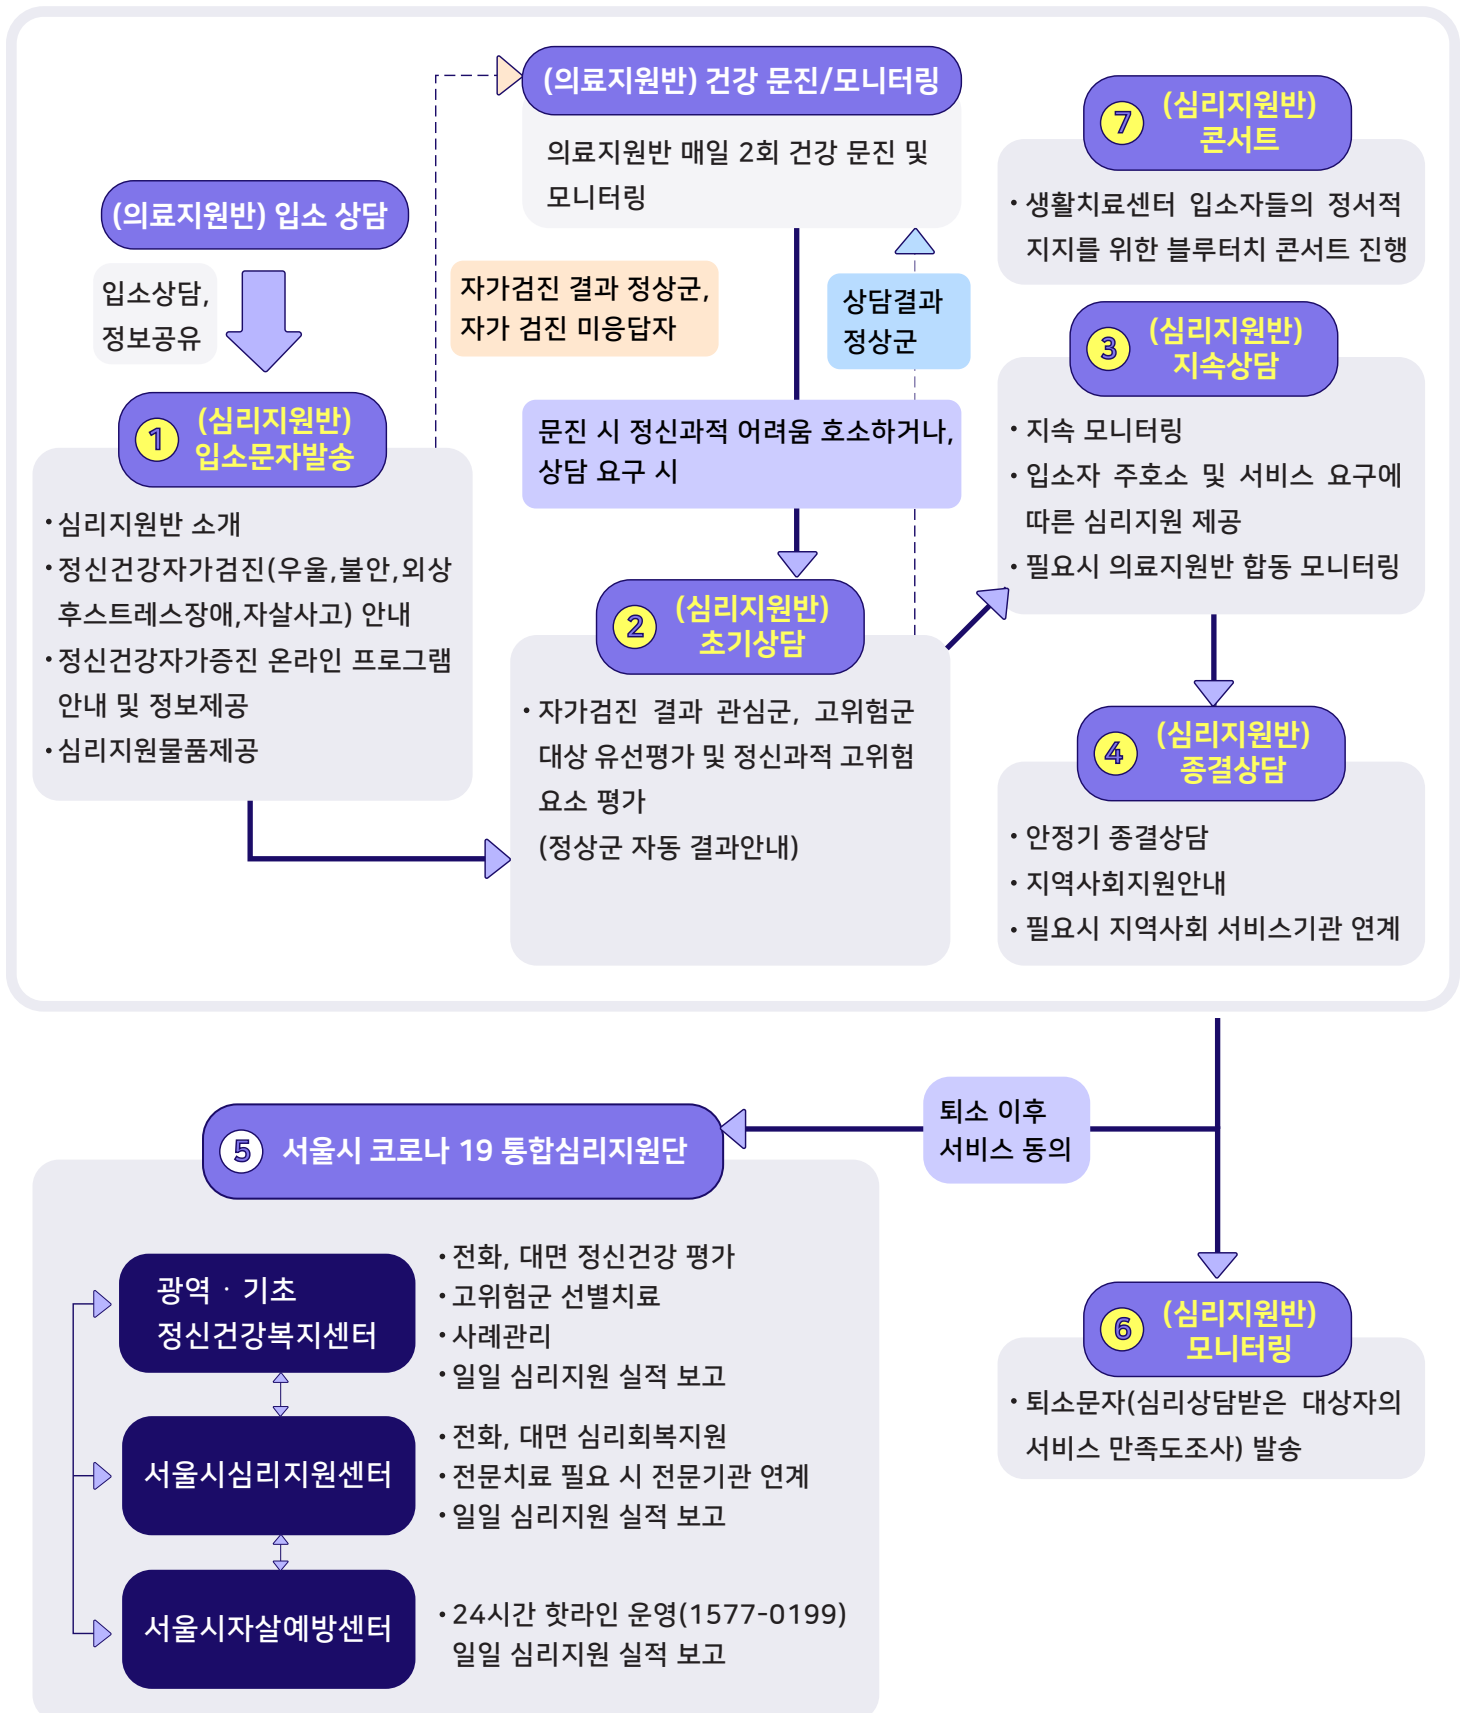 (의료지원반) 입소 상담
입소상담,
정보공유
1
(심리지원반)
입소문자발송
· 심리지원반 소개
· 정신건강자가검진(우울,불안,외상
후스트레스장애,자살사고) 안내
· 정신건강자가증진 온라인 프로그램
안내 및 정보제공
· 심리지원물품제공
(의료지원반) 건강 문진/모니터링
의료지원반 매일 2회 건강 문진 및
모니터링
자가검진 결과 정상군,
자가 검진 미응답자
상담결과
정상군
문진 시 정신과적 어려움 호소하거나,
상담 요구 시
2
(심리지원반)
초기상담
· 자가검진 결과 관심군, 고위험군
대상 유선평가 및 정신과적 고위험
요소 평가
(정상군 자동 결과안내)
7
(심리지원반)
콘서트
· 생활치료센터 입소자들의 정서적
지지를 위한 블루터치 콘서트 진행
3
(심리지원반)
지속상담
· 지속 모니터링
· 입소자 주호소 및 서비스 요구에
따른 심리지원 제공
· 필요시 의료지원반 합동 모니터링
4
(심리지원반)
종결상담
· 안정기 종결상담
· 지역사회지원안내
· 필요시 지역사회 서비스기관 연계
퇴소 이후
서비스 동의
5 서울시 코로나 19 통합심리지원단
광역 · 기초
정신건강복지센터
· 전화, 대면 정신건강 평가
· 고위험군 선별치료
· 사례관리
· 일일 심리지원 실적 보고
서울시심리지원센터
· 전화, 대면 심리회복지원
· 전문치료 필요 시 전문기관 연계
· 일일 심리지원 실적 보고
서울시자살예방센터
· 24시간 핫라인 운영(1577-0199)
일일 심리지원 실적 보고
6
(심리지원반)
모니터링
· 퇴소문자(심리상담받은 대상자의
서비스 만족도조사) 발송